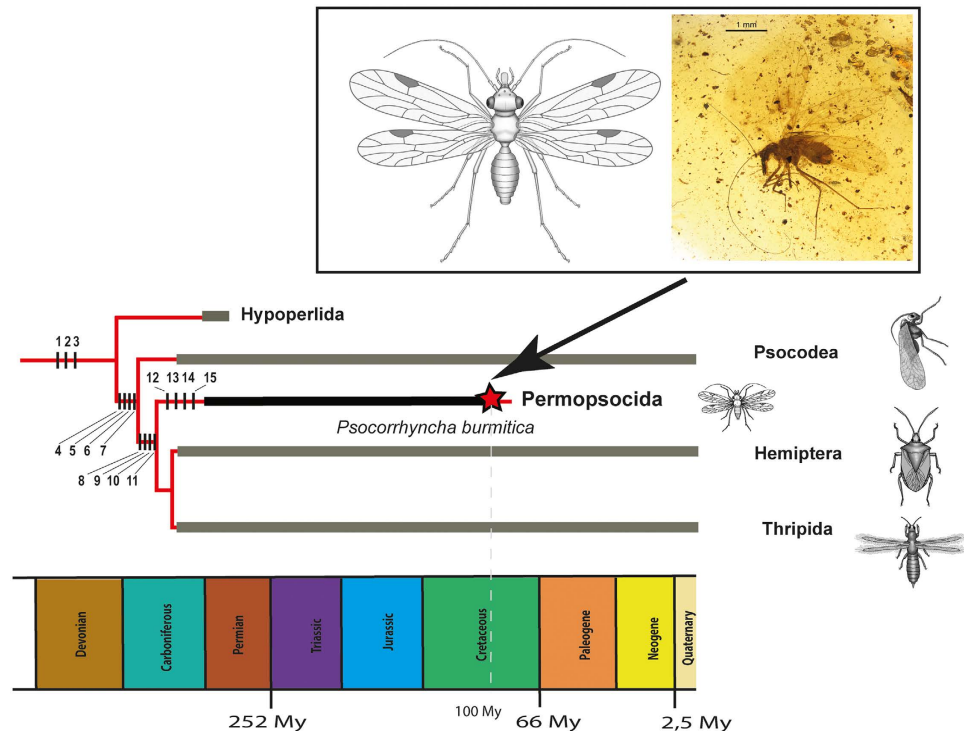 1 mm
Hypoperlida
1 2 3
Psocodea
12 13 14 15
Permopsocida
Psocorrhyncha burmitica
4 5 6 7
Hemiptera
8 9 10 11
Thripida
Devonian
Carboniferous
Permian
Triassic
Jurassic
Cretaceous
Paleogene
Neogene
Quaternary
252 My
100 My
66 My
2,5 My